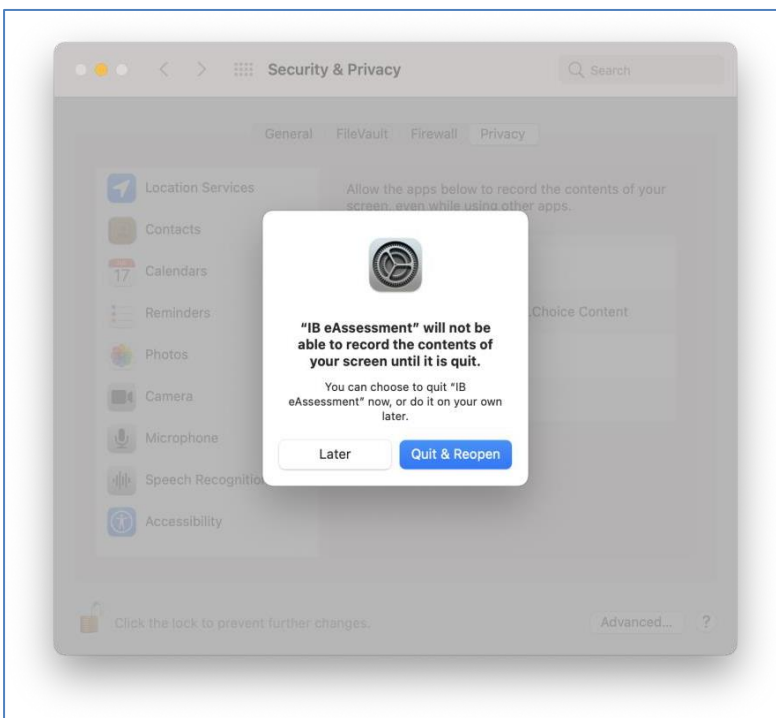 Security & Privacy
Search
General FileVault Firewall Privacy
Location Services
Contacts
17
Calendars
Reminders
Photos
Camera
Microphone
Speech Recognition
Accessibility
Allow the apps below to record the contents of your
screen, even while using other apps.
.Choice Content
“IB eAssessment” will not be
able to record the contents of
your screen until it is quit.
You can choose to quit “IB
eAssessment” now, or do it on your own
later.
Later
Quit & Reopen
Click the lock to prevent further changes.
Advanced...
?